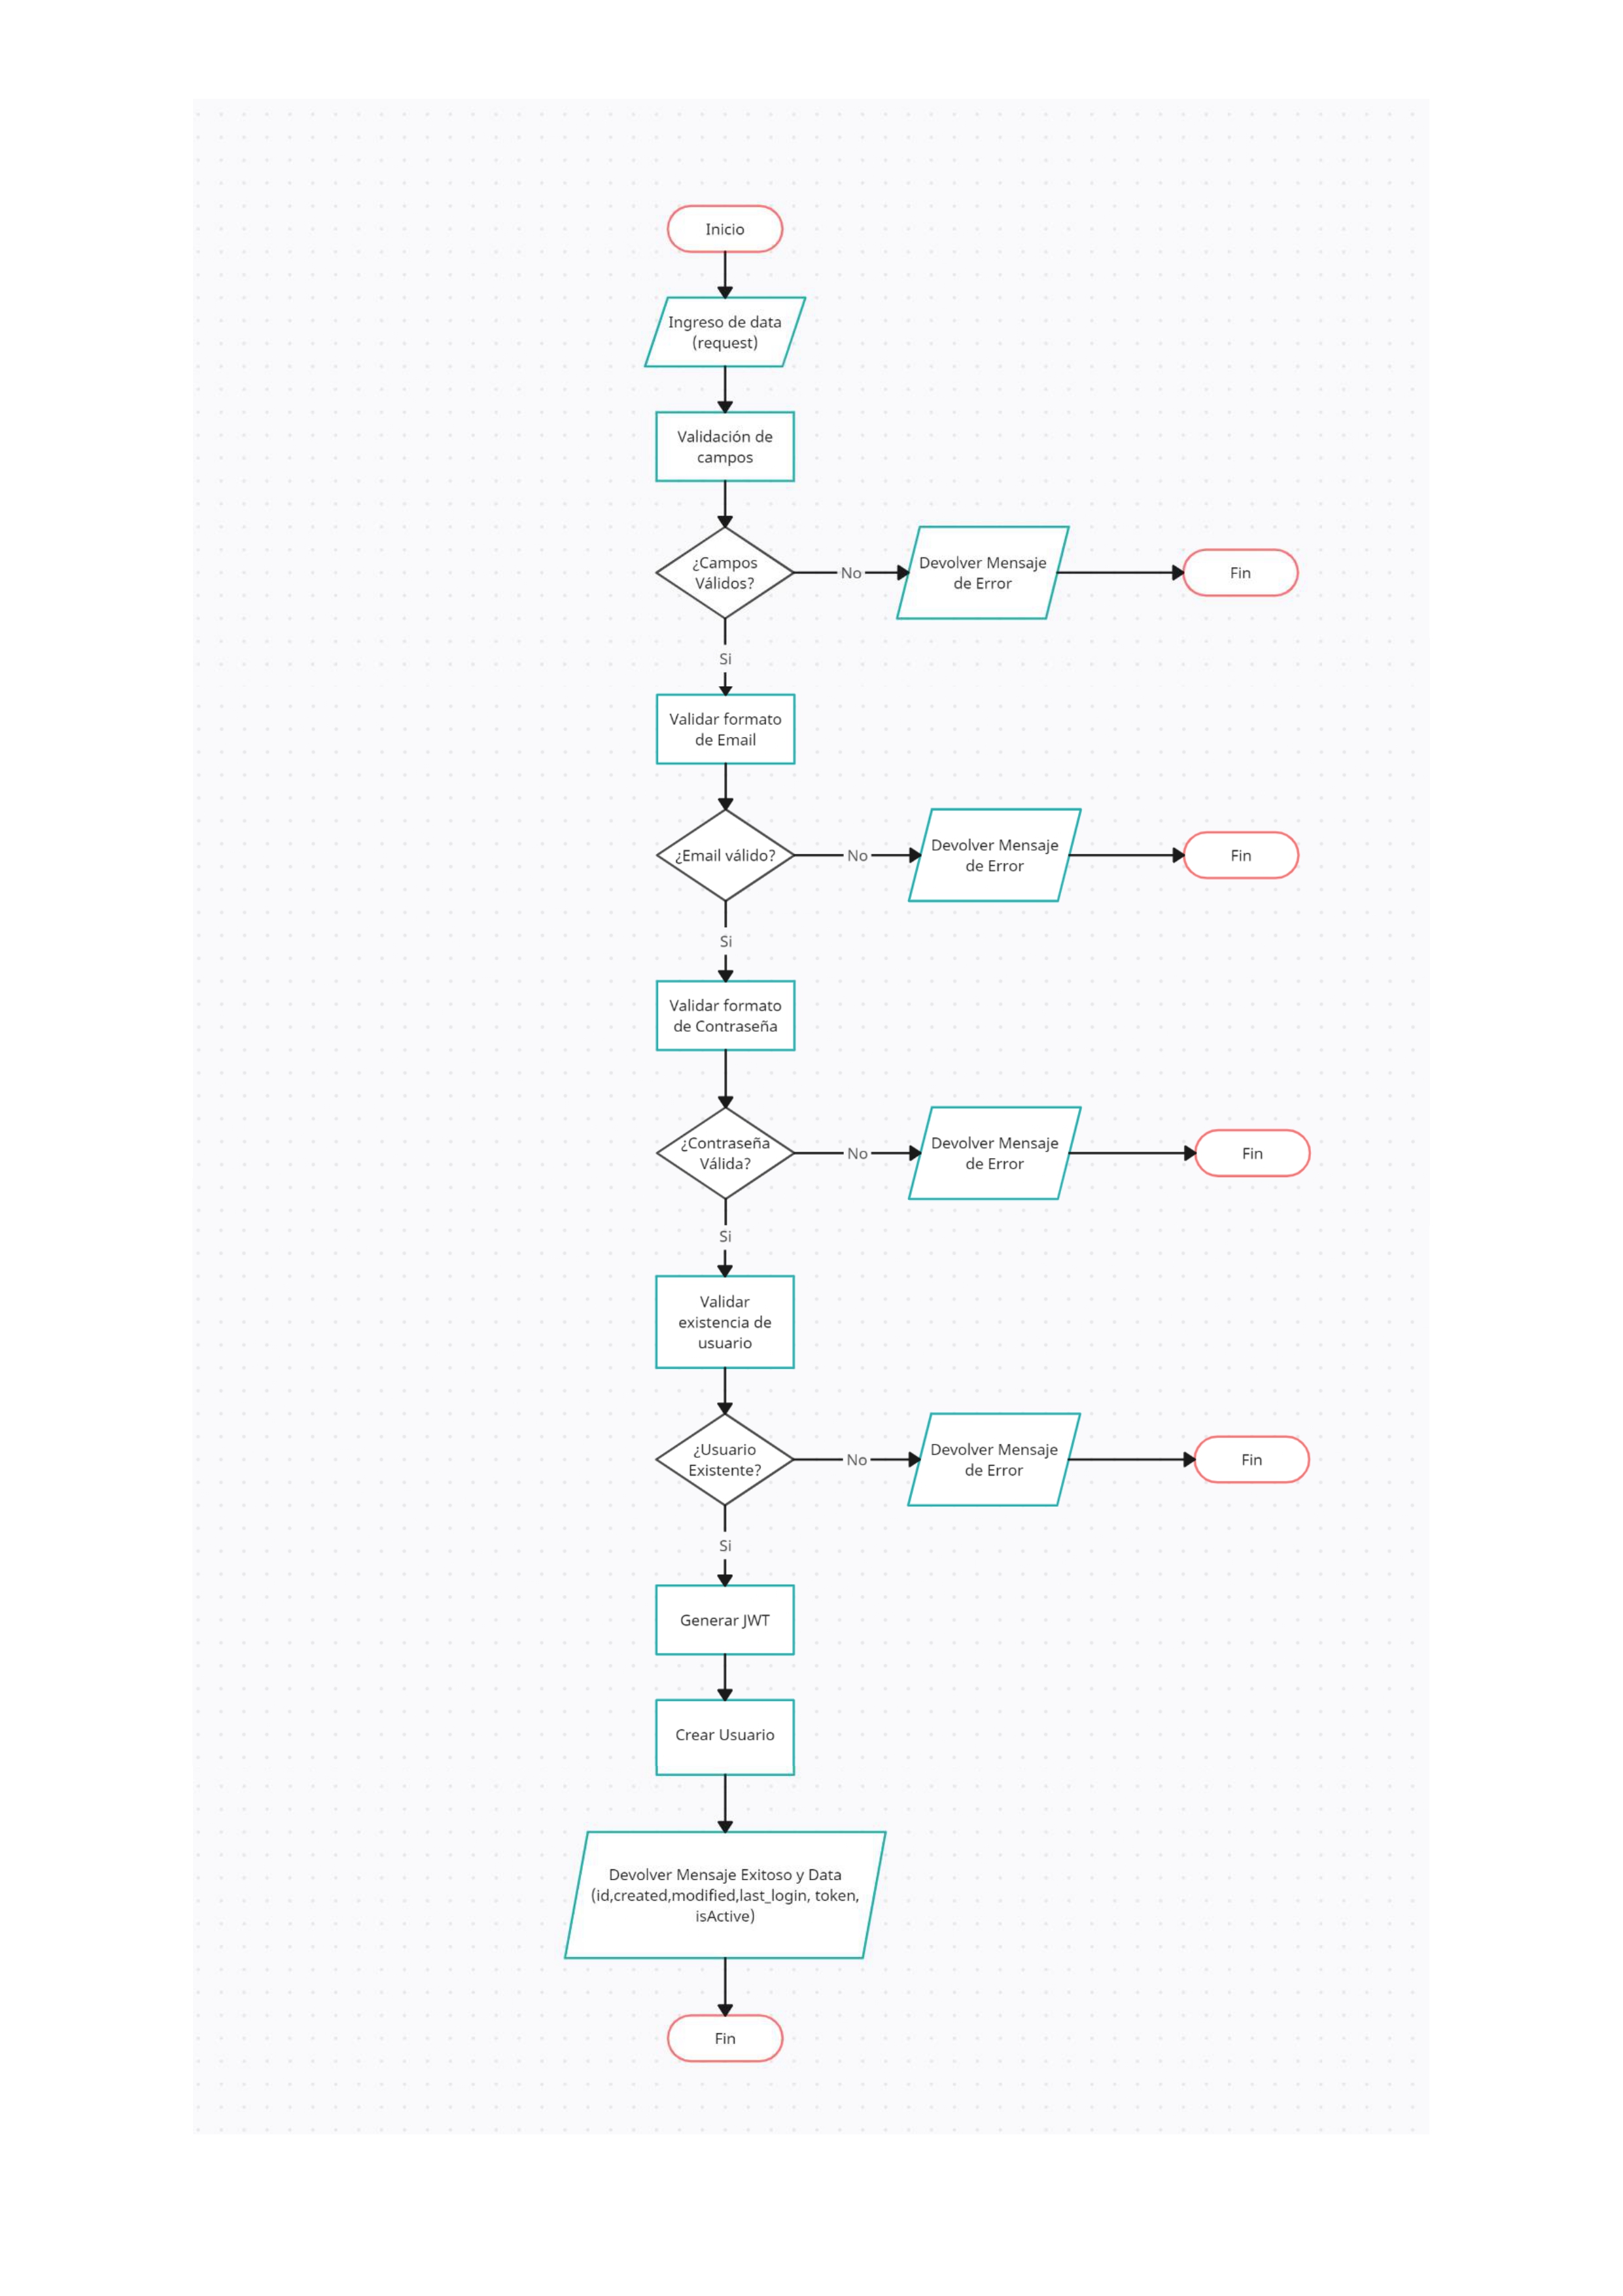 Inicio
Ingreso de data
(request)
Validación de
campos
¿Campos
Válidos?
No
Devolver Mensaje
de Error
Fin
Si
Validar formato
de Email
¿Email válido?
No
Devolver Mensaje
de Error
Fin
Si
Validar formato
de Contraseña
¿Contraseña
Válida?
No
Devolver Mensaje
de Error
Fin
Si
Validar
existencia de
usuario
¿Usuario
Existente?
No
Devolver Mensaje
de Error
Fin
Si
Generar JWT
Crear Usuario
Devolver Mensaje Exitoso y Data
(id,created,modified,last_login, token,
isActive)
Fin